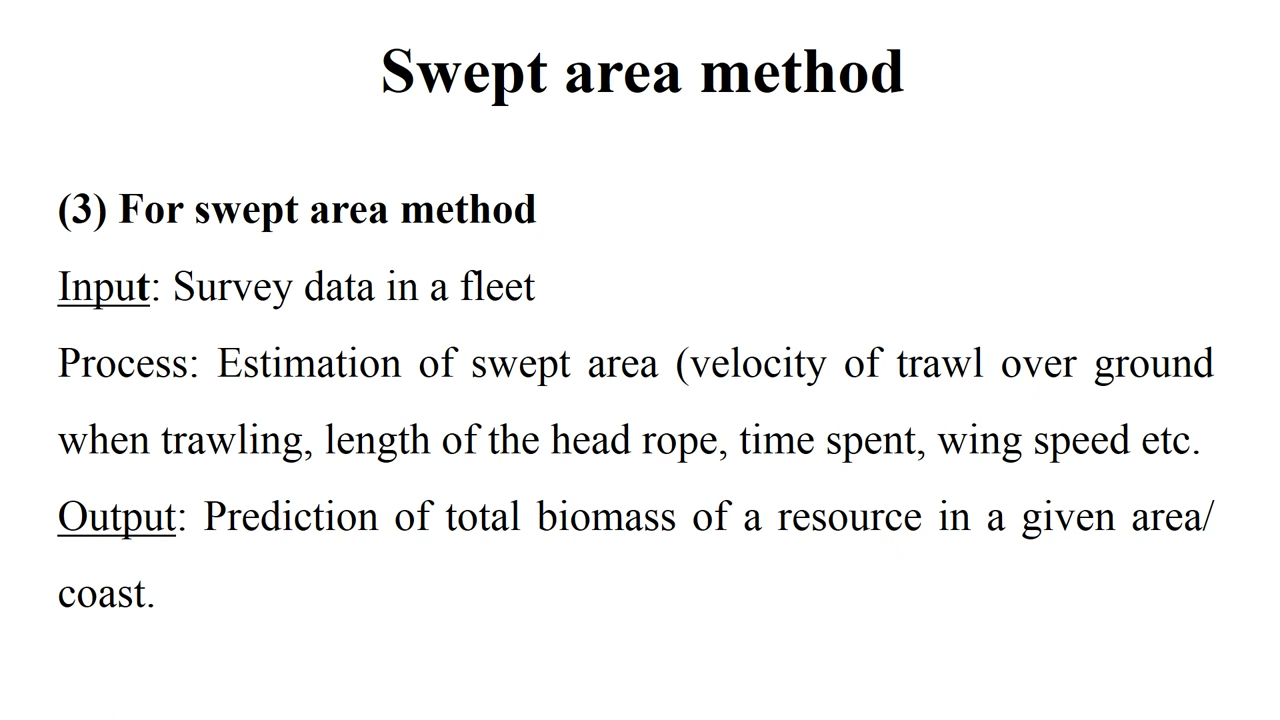 Swept area method
(3) For swept area method
Input: Survey data in a fleet
Process: Estimation of swept area (velocity of trawl over ground
when trawling, length of the head rope, time spent, wing speed etc.
Output: Prediction of total biomass of a resource in a given area/
coast.